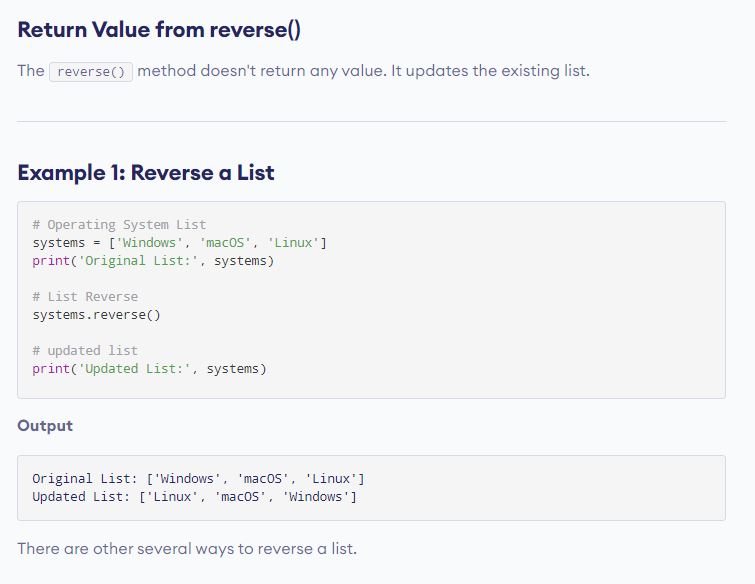 Return Value from reverse()
The reverse() method doesn't return any value. It updates the existing list.
Example 1: Reverse a List
# Operating System List
systems = ['Windows', 'macOS', 'Linux']
print('Original List:', systems)
# List Reverse
systems.reverse()
# updated list
print('Updated List:', systems)
Output
Original List: ['Windows', 'macOS', 'Linux']
Updated List: ['Linux', 'macOS', 'Windows']
There are other several ways to reverse a list.